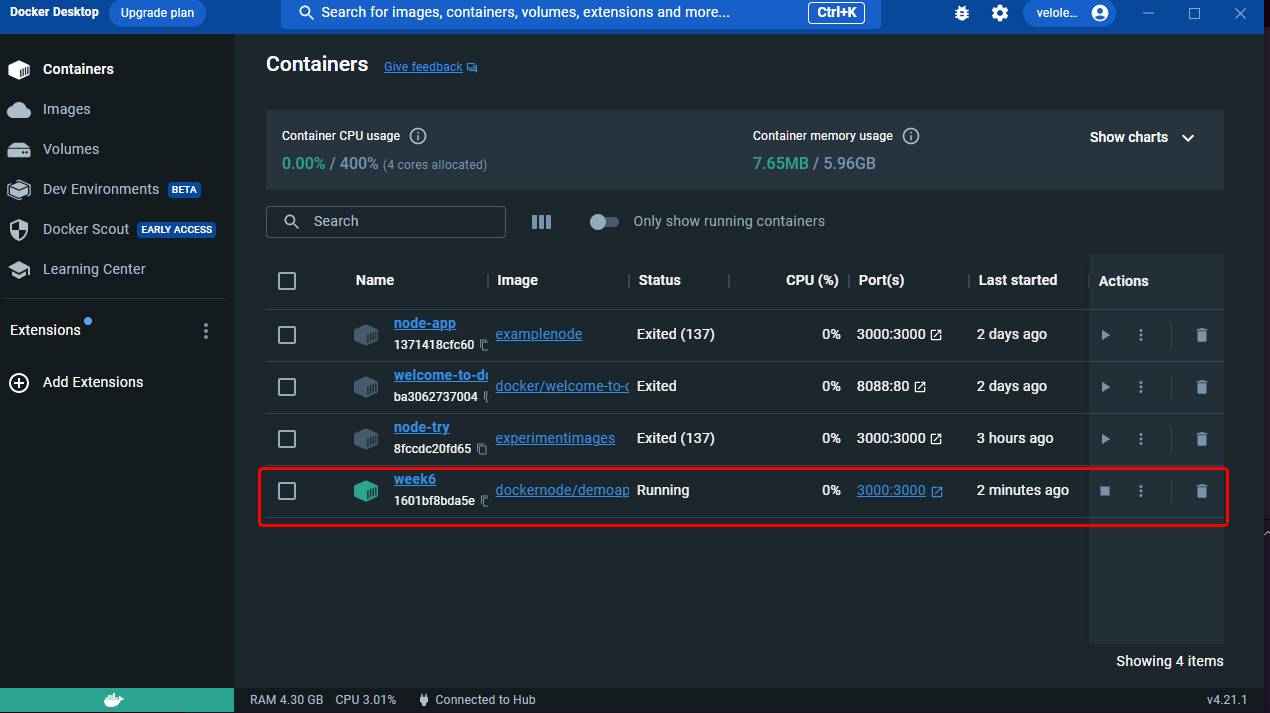 Docker Desktop Upgrade plan Search for images, containers, volumes, extensions and more... Ctrl+K velole...
Containers
Images
Volumes
Dev Environments BETA
Docker Scout EARLY ACCESS
Learning Center
Extensions
Add Extensions
Containers Give feedback
Container CPU usage
0.00% / 400% (4 cores allocated)
Container memory usage
7.65MB / 5.96GB
Show charts
Search Only show running containers
Name Image Status CPU (%) Port(s) Last started Actions
node-app
1371418cfc60 examplenode Exited (137) 0% 3000:3000 2 days ago
welcome-to-do
ba3062737004 docker/welcome-to-d Exited 0% 8088:80 2 days ago
node-try
8fccdc20fd65 experimentimages Exited (137) 0% 3000:3000 3 hours ago
week6
1601bf8bda5e dockernode/demoap Running 0% 3000:3000 2 minutes ago
Showing 4 items
RAM 4.30 GB CPU 3.01% Connected to Hub v4.21.1